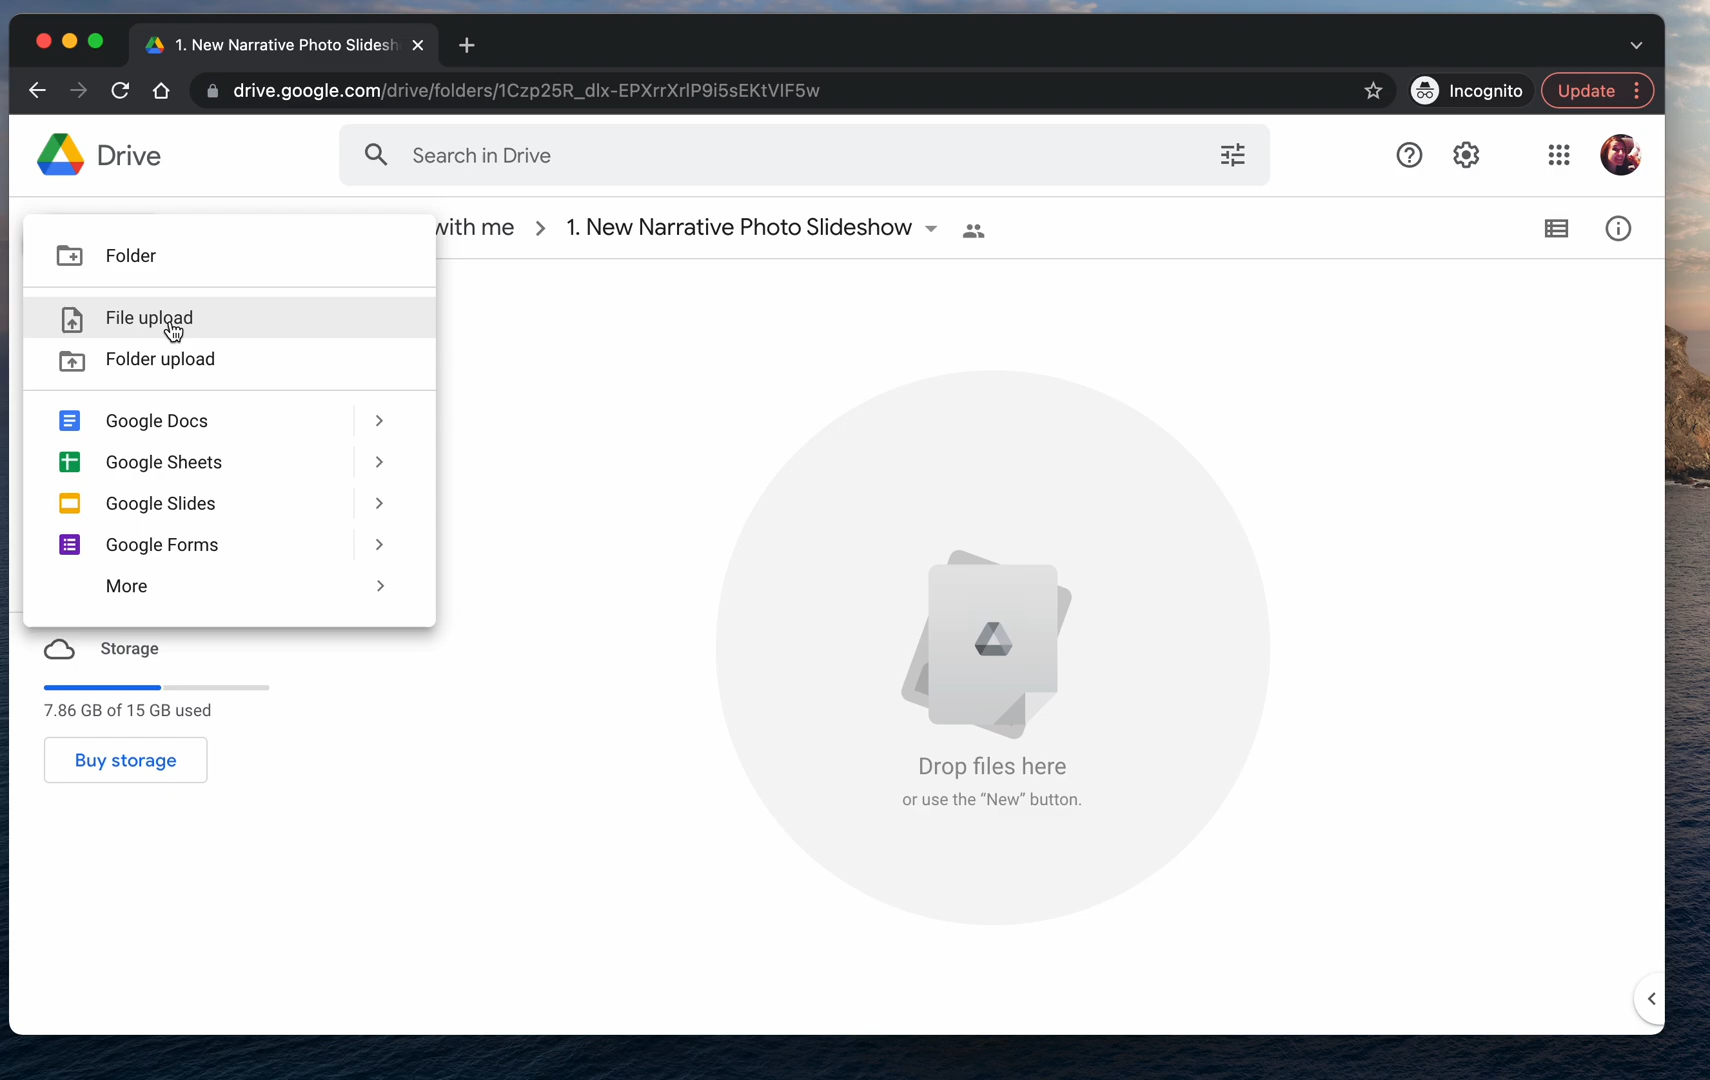 1. New Narrative Photo Slidesh
drive.google.com/drive/folders/1Czp25R_dlx-EPXrrXrlP9i5sEKtVIF5w
Incognito
Update
Drive
Search in Drive
with me > 1. New Narrative Photo Slideshow
Folder
File upload
Folder upload
Google Docs
Google Sheets
Google Slides
Google Forms
More
Storage
7.86 GB of 15 GB used
Buy storage
Drop files here
or use the “New” button.